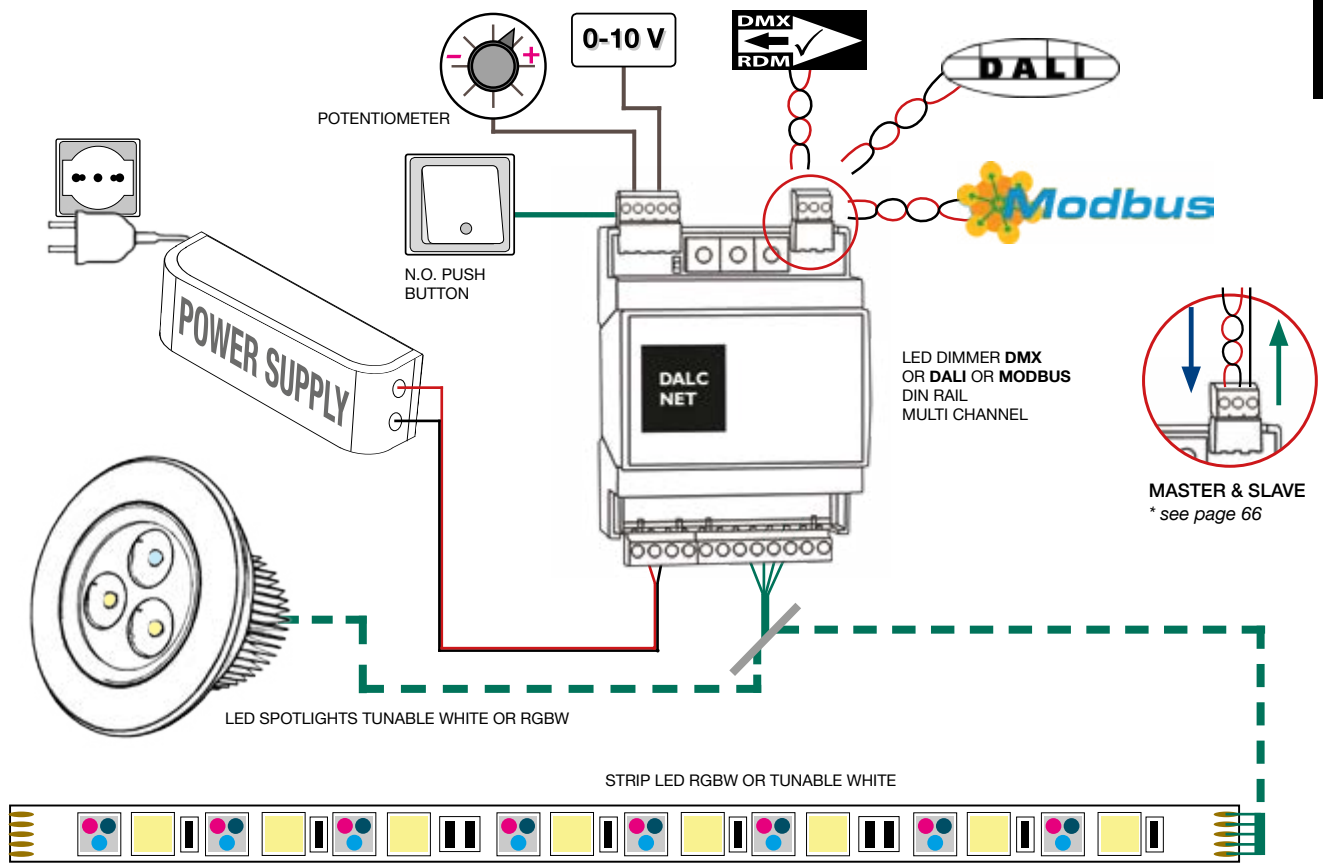 DMX
RDM
0-10 V
DALI
- +
POTENTIOMETER
Modbus
N.O. PUSH
BUTTON
POWER SUPPLY
DALC
NET
LED DIMMER DMX
OR DALI OR MODBUS
DIN RAIL
MULTI CHANNEL
MASTER & SLAVE
* see page 66
LED SPOTLIGHTS TUNABLE WHITE OR RGBW
STRIP LED RGBW OR TUNABLE WHITE